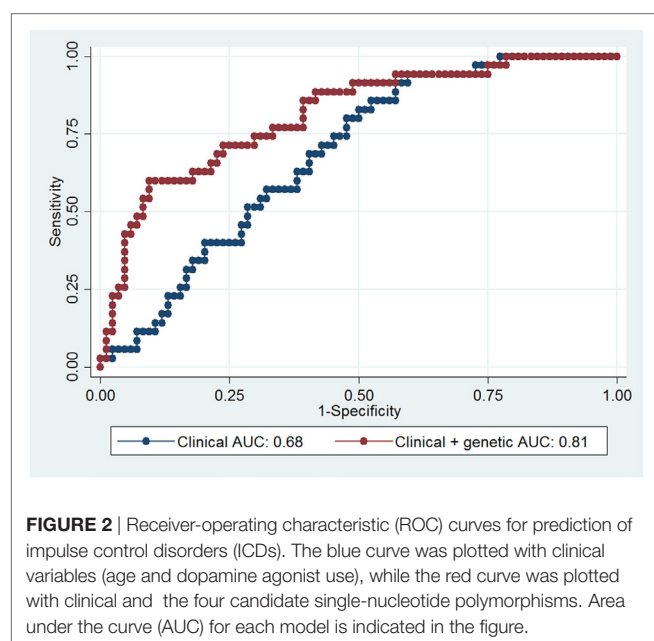 1.00
0.75
0.50
0.25
0.00
Sensitivity
0.00
0.25
0.50
0.75
1.00
1-Specificity
Clinical AUC: 0.68
Clinical + genetic AUC: 0.81
FIGURE 2 | Receiver-operating characteristic (ROC) curves for prediction of
impulse control disorders (ICDs). The blue curve was plotted with clinical
variables (age and dopamine agonist use), while the red curve was plotted
with clinical and the four candidate single-nucleotide polymorphisms. Area
under the curve (AUC) for each model is indicated in the figure.